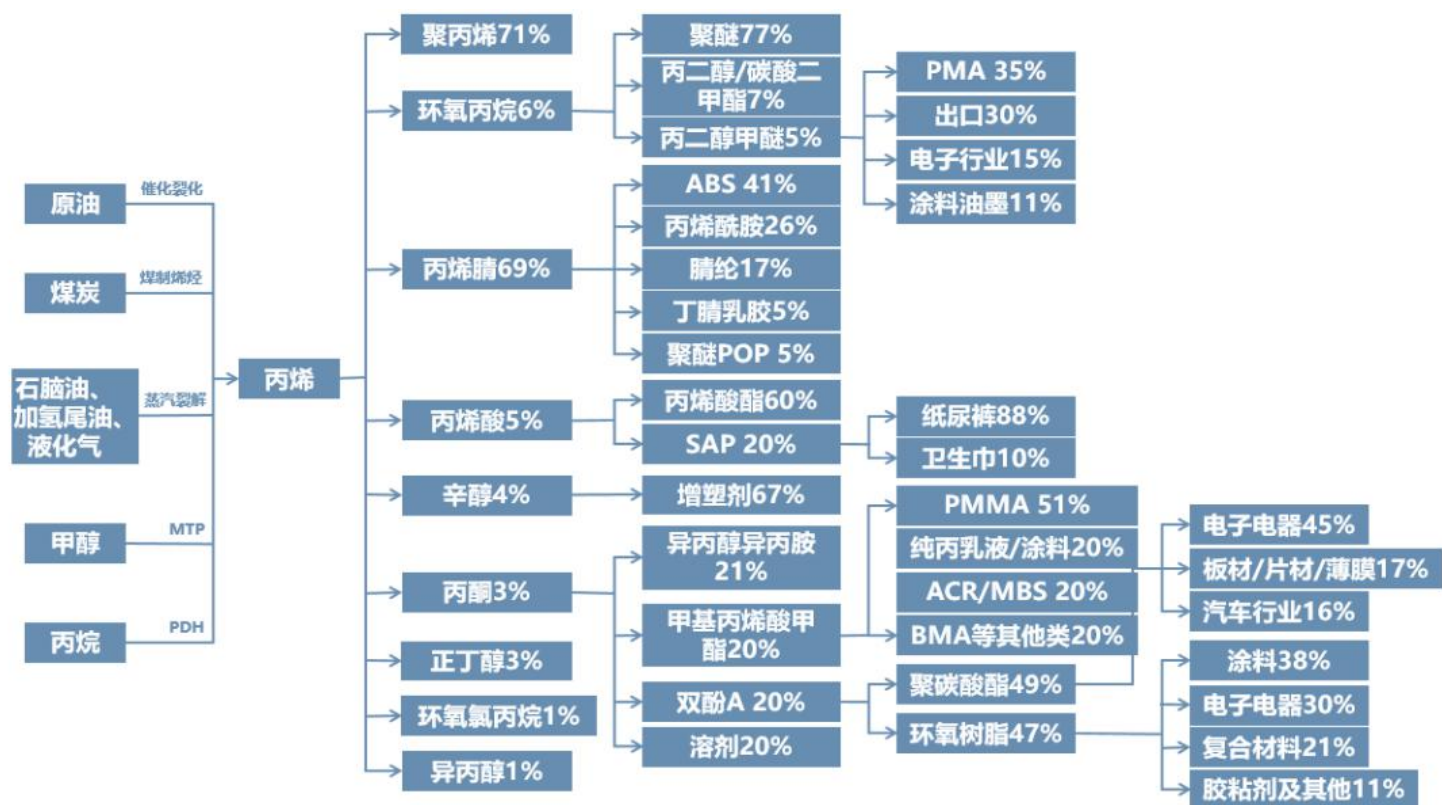 原油
催化裂化
煤炭
煤制烯烃
石脑油、
加氢尾油、
液化气
蒸汽裂解
甲醇
MTP
丙烷
PDH
丙烯
聚丙烯71%
环氧丙烷6%
丙烯腈69%
丙烯酸5%
辛醇4%
丙酮3%
正丁醇3%
环氧氯丙烷1%
异丙醇1%
聚醚77%
丙二醇/碳酸二
甲酯7%
丙二醇甲醚5%
ABS 41%
丙烯酰胺26%
腈纶17%
丁腈乳胶5%
聚醚POP 5%
丙烯酸酯60%
SAP 20%
增塑剂67%
异丙醇异丙胺
21%
甲基丙烯酸甲
酯20%
双酚A 20%
溶剂20%
PMA 35%
出口30%
电子行业15%
涂料油墨11%
纸尿裤88%
卫生巾10%
PMMA 51%
纯丙乳液/涂料20%
ACR/MBS 20%
BMA等其他类20%
聚碳酸酯49%
环氧树脂47%
电子电器45%
板材/片材/薄膜17%
汽车行业16%
涂料38%
电子电器30%
复合材料21%
胶粘剂及其他11%